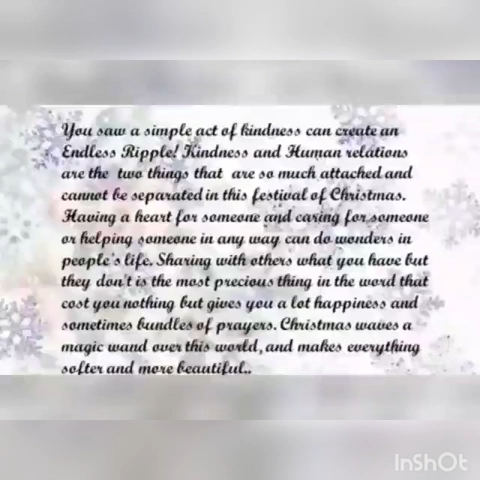 You saw a simple act of kindness can create an
Endless Ripple! Kindness and Human relations
are the two things that are so much attached and
cannot be separated in this festival of Christmas.
Having a heart for someone and caring for someone
or helping someone in any way can do wonders in
people's life. Sharing with others what you have but
they don't is the most precious thing in the word that
cost you nothing but gives you a lot happiness and
sometimes bundles of prayers. Christmas waves a
magic wand over this world, and makes everything
softer and more beautiful..
InShOt